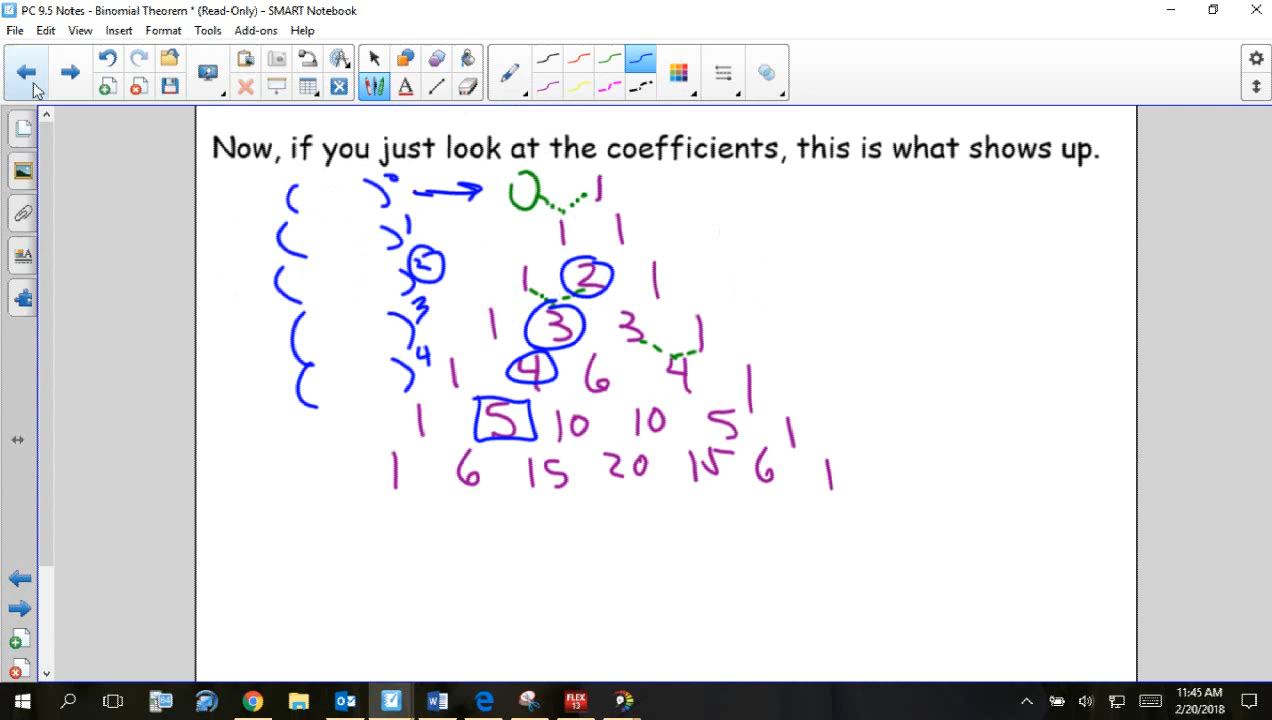 PC 9.5 Notes - Binomial Theorem * (Read-Only) - SMART Notebook
File Edit View Insert Format Tools Add-ons Help
Now, if you just look at the coefficients, this is what shows up.
( )⁰ → 0 1
( )¹ 1 1
( )² 1 2 1
( )³ 1 3 3 1
( )⁴ 1 4 6 4 1
1 5 10 10 5 1
1 6 15 20 15 6 1
FLEX
13
11:45 AM
2/20/2018